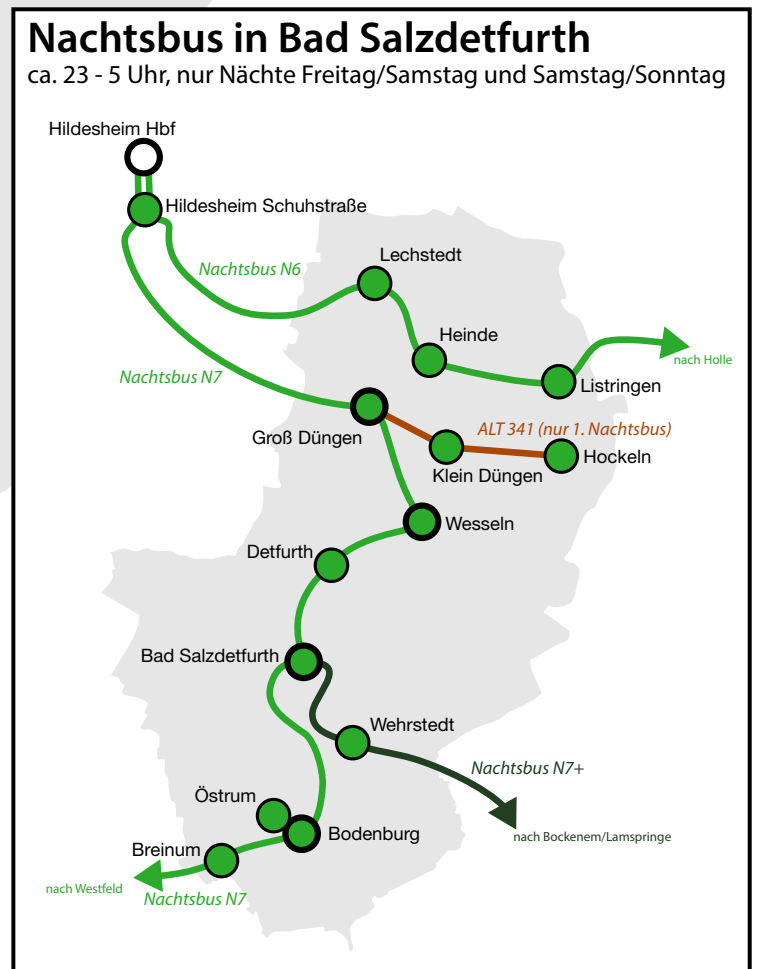 Nachtsbus in Bad Salzdetfurth
ca. 23 - 5 Uhr, nur Nächte Freitag/Samstag und Samstag/Sonntag
Hildesheim Hbf
Hildesheim Schuhstraße
Lechstedt
Nachtsbus N6
Heinde
nach Holle
Nachtsbus N7
Listringen
ALT 341 (nur 1. Nachtsbus)
Groß Düngen
Hockeln
Klein Düngen
Wesseln
Detfurth
Bad Salzdetfurth
Wehrstedt
Nachtsbus N7+
Östrum
Bodenburg
nach Bockenem/Lamspringe
Breinum
nach Westfeld
Nachtsbus N7